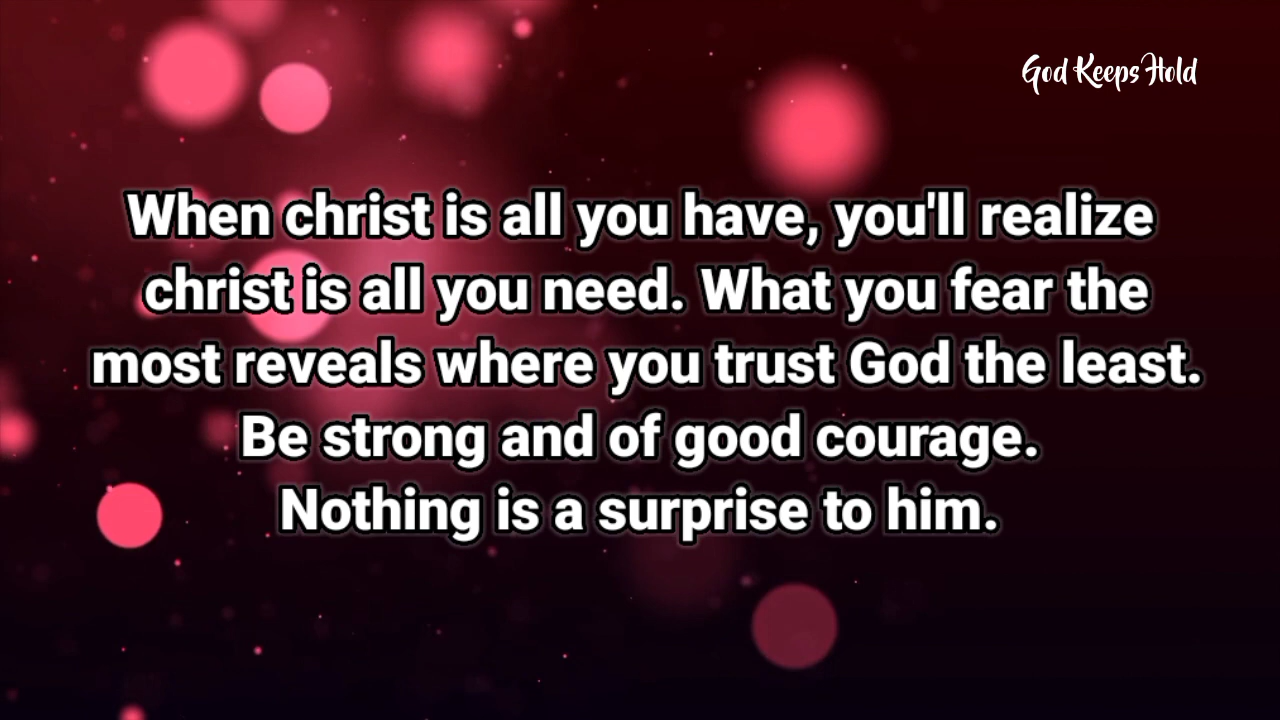 God Keeps Hold
When christ is all you have, you'll realize
christ is all you need. What you fear the
most reveals where you trust God the least.
Be strong and of good courage.
Nothing is a surprise to him.